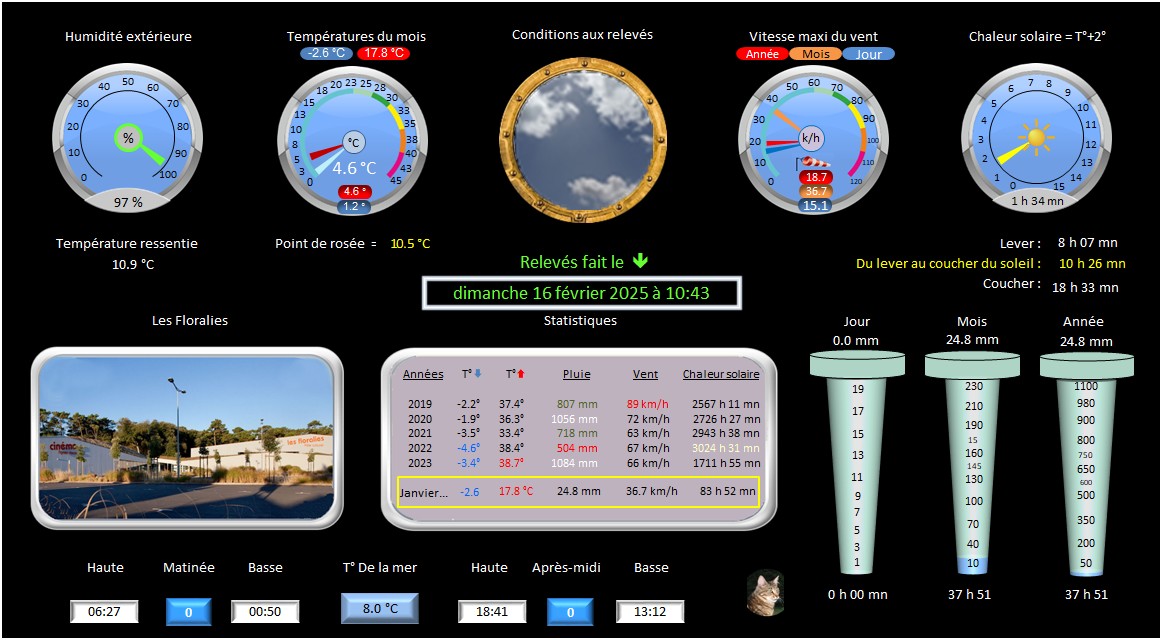 Humidité extérieure
Températures du mois
Conditions aux relevés
Vitesse maxi du vent
Chaleur solaire = T°+2°
-2.6 °C 17.8 °C
Année Mois Jour
0 10 20 30 40 50 60 70 80 90 100
%
97 %
0 3 5 8 10 13 15 18 20 23 25 28 30 33 35 38 40 43 45
°C
4.6 °C
4.6 °
1.2 °
0 10 20 30 40 50 60 70 80 90 100 110 120
k/h
18.7
36.7
15.1
0 1 2 3 4 5 6 7 8 9 10 11 12 13 14 15
1 h 34 mn
Température ressentie
10.9 °C
Point de rosée = 10.5 °C
Relevés fait le
dimanche 16 février 2025 à 10:43
Lever : 8 h 07 mn
Du lever au coucher du soleil : 10 h 26 mn
Coucher : 18 h 33 mn
Les Floralies
cinéma
les floralies
Statistiques
Années T° T° Pluie Vent Chaleur solaire
2019 -2.2° 37.4° 807 mm 89 km/h 2567 h 11 mn
2020 -1.9° 36.3° 1056 mm 72 km/h 2726 h 27 mn
2021 -3.5° 33.4° 718 mm 63 km/h 2943 h 38 mn
2022 -4.6° 38.4° 504 mm 67 km/h 3024 h 31 mn
2023 -3.4° 38.7° 1084 mm 66 km/h 1711 h 55 mn
Janvier... -2.6 17.8 °C 24.8 mm 36.7 km/h 83 h 52 mn
Jour
0.0 mm
19
17
15
13
11
9
7
5
3
1
0 h 00 mn
Mois
24.8 mm
230
210
190
15
160
145
130
100
70
40
10
37 h 51
Année
24.8 mm
1100
980
900
800
750
650
600
500
350
200
50
37 h 51
Haute Matinée Basse T° De la mer Haute Après-midi Basse
06:27 0 00:50 8.0 °C 18:41 0 13:12